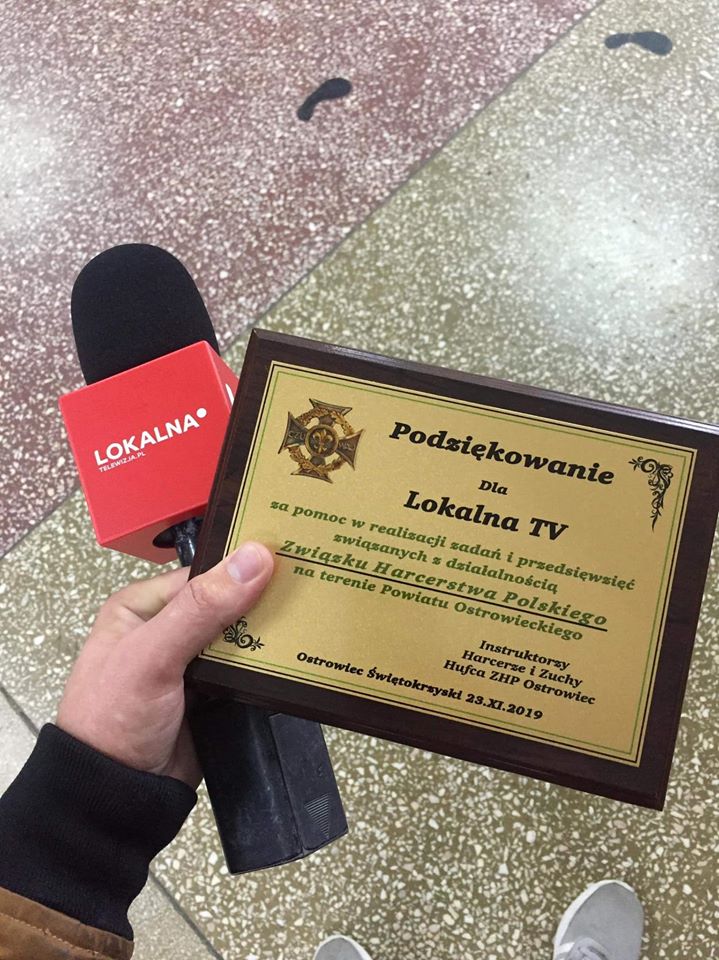 LOKALNA
TELEWIZJA.PL
Podziękowanie
Dla
Lokalna TV
za pomoc w realizacji zadań i przedsięwzięć
związanych z działalnością
Związku Harcerstwa Polskiego
na terenie Powiatu Ostrowieckiego
Instruktorzy
Harcerze i Zuchy
Hufca ZHP Ostrowiec
Ostrowiec Świętokrzyski 23.XI.2019